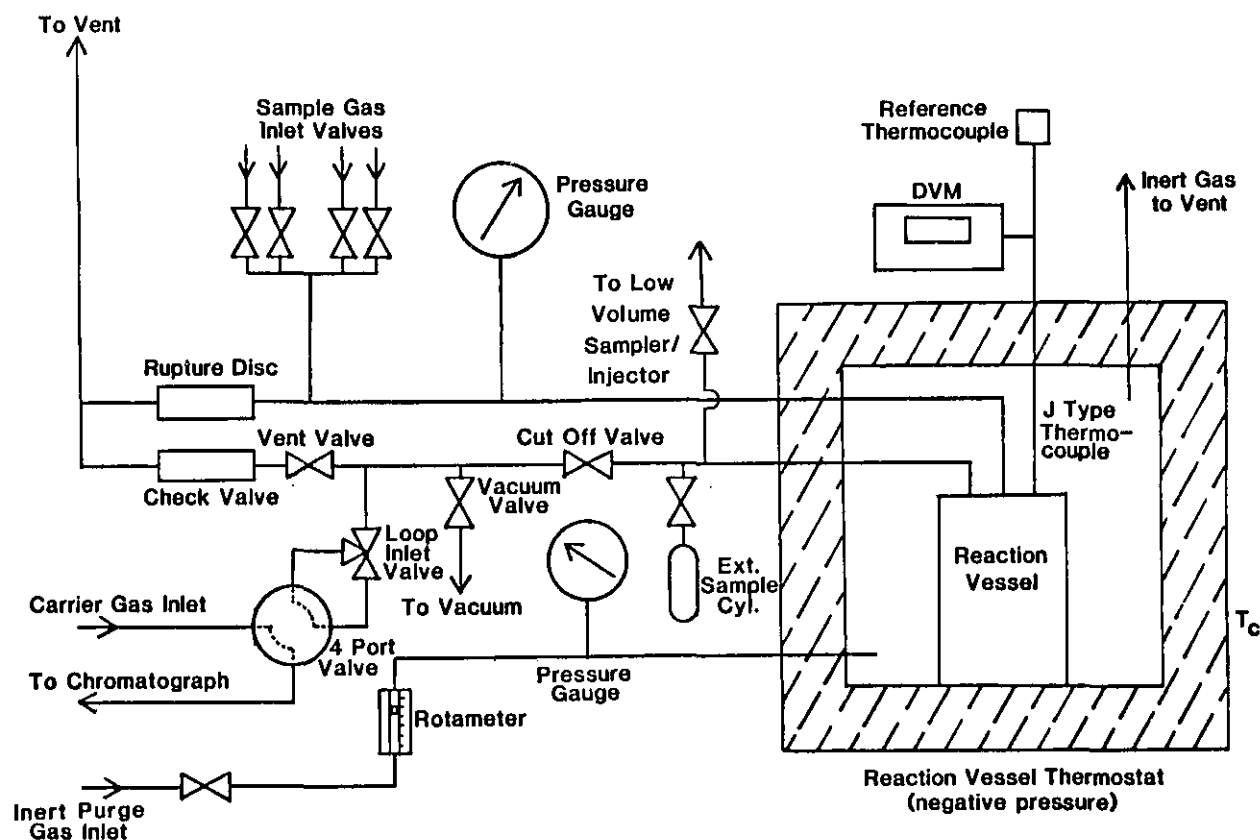 To Vent
Sample Gas
Inlet Valves
Pressure
Gauge
Reference
Thermocouple
DVM
Inert Gas
to Vent
To Low
Volume
Sampler/
Injector
Rupture Disc
Vent Valve
Cut Off Valve
J Type
Thermo-
couple
Check Valve
Vacuum
Valve
Loop
Inlet
Valve
Reaction
Vessel
Ext.
Sample
Cyl.
Carrier Gas Inlet
To Vacuum
4 Port
Valve
Tc
To Chromatograph
Pressure
Gauge
Rotameter
Reaction Vessel Thermostat
(negative pressure)
Inert Purge
Gas Inlet